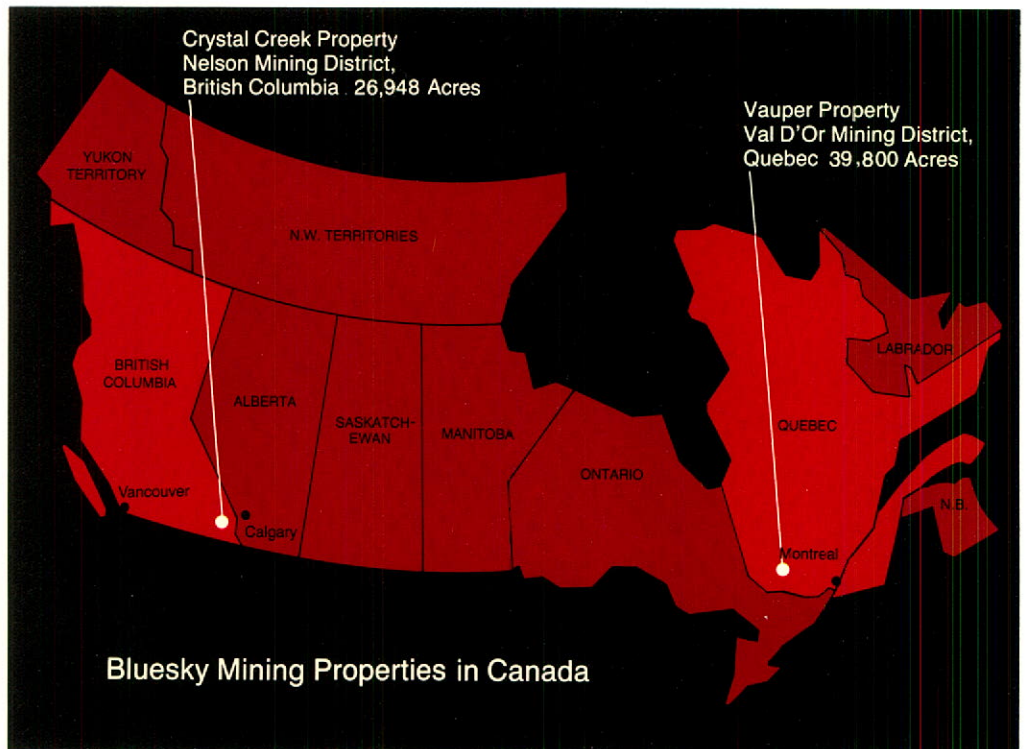 Crystal Creek Property
Nelson Mining District,
British Columbia 26,948 Acres
Vauper Property
Val D'Or Mining District,
Quebec 39,800 Acres
YUKON
TERRITORY
N.W. TERRITORIES
BRITISH
COLUMBIA
ALBERTA
SASKATCH-
EWAN
MANITOBA
ONTARIO
QUEBEC
LABRADOR
N.B.
Vancouver
Calgary
Montreal
Bluesky Mining Properties in Canada